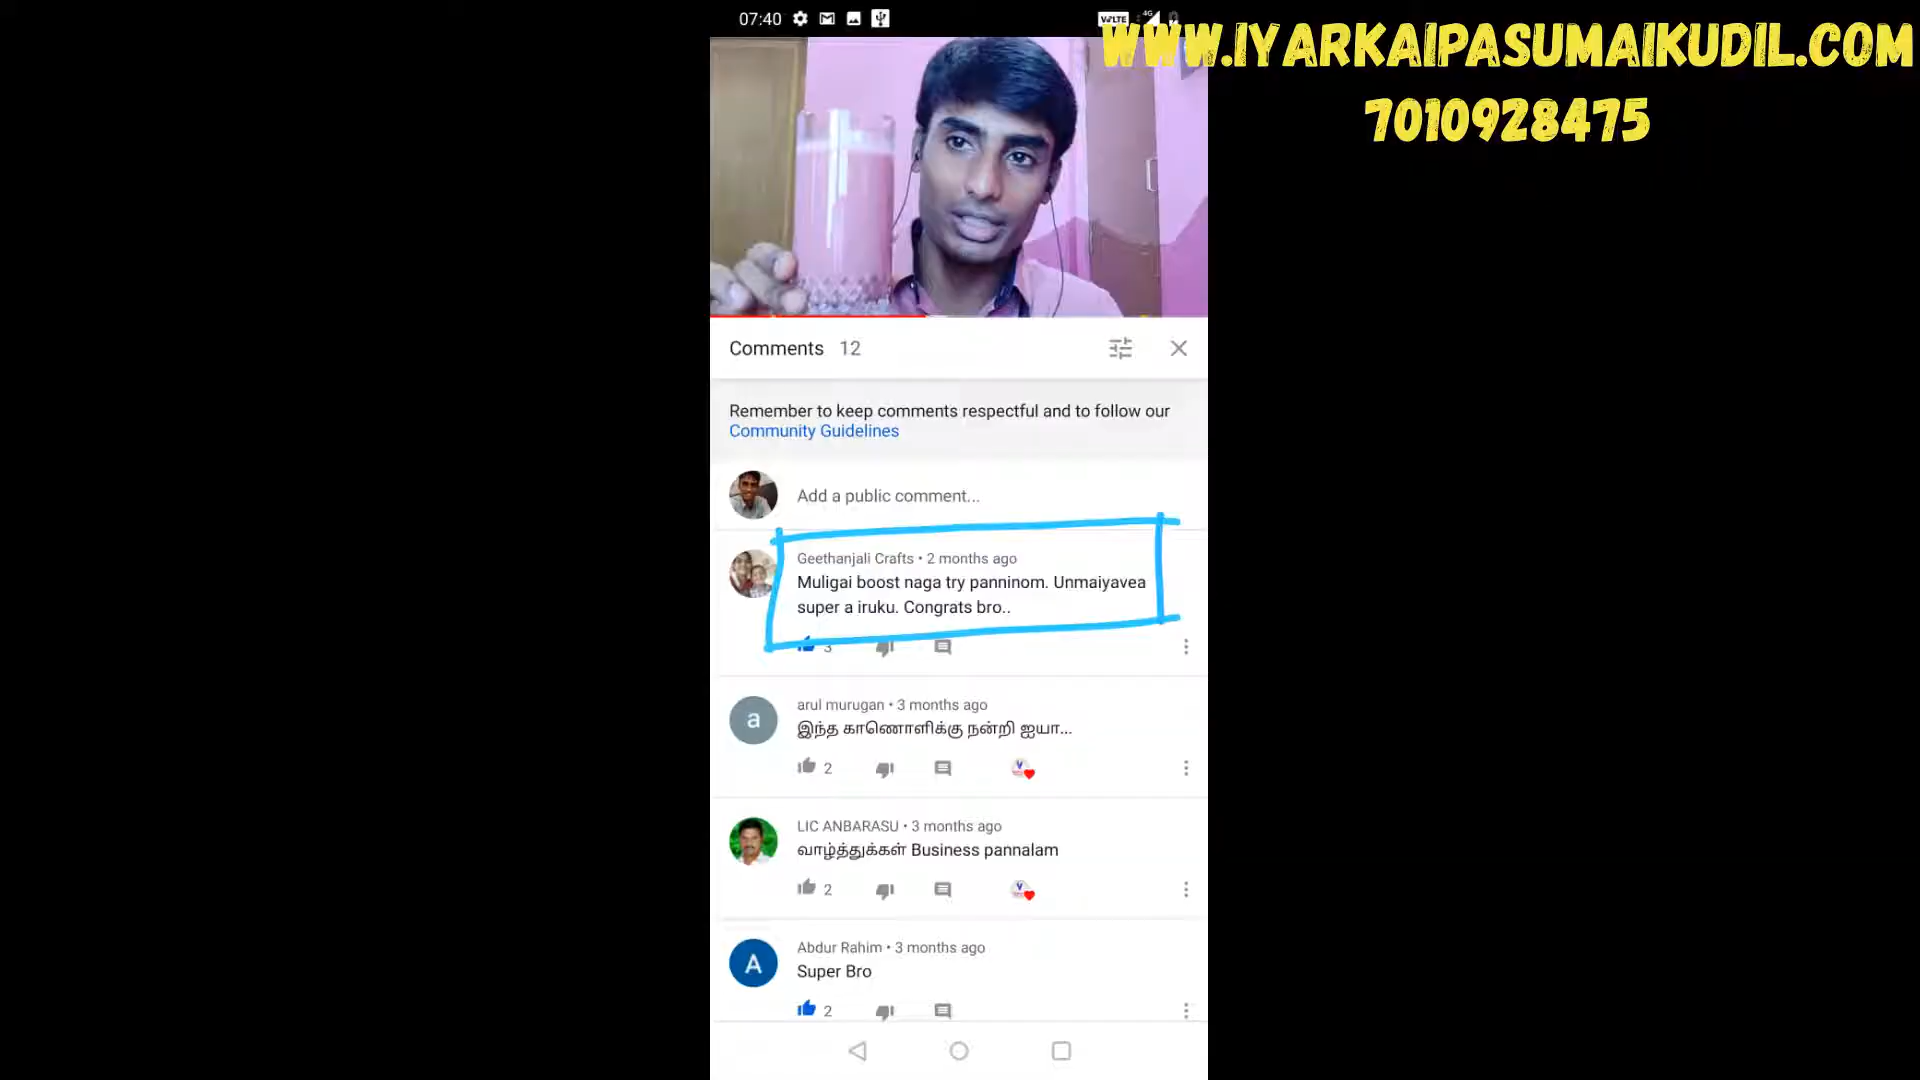 07:40
VoLTE
4G
WWW.IYARKAIPASUMAIKUDIL.COM
7010928475
Comments 12
Remember to keep comments respectful and to follow our
Community Guidelines
Add a public comment...
Geethanjali Crafts • 2 months ago
Muligai boost naga try panninom. Unmaiyavea
super a iruku. Congrats bro..
3
a
arul murugan • 3 months ago
இந்த காணொளிக்கு நன்றி ஐயா...
2
LIC ANBARASU • 3 months ago
வாழ்த்துக்கள் Business pannalam
2
A
Abdur Rahim • 3 months ago
Super Bro
2